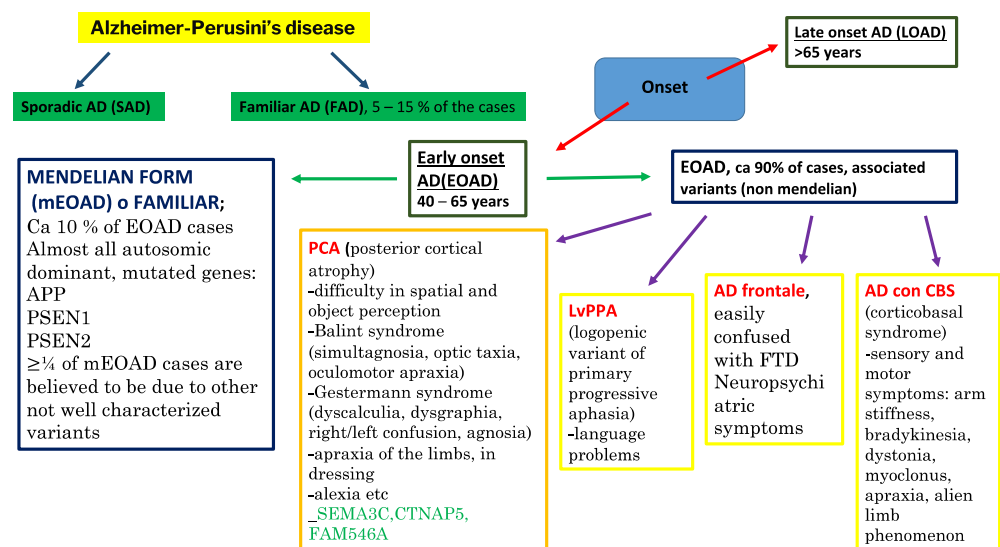 Alzheimer-Perusini's disease
Late onset AD (LOAD)
>65 years
Onset
Sporadic AD (SAD)
Familiar AD (FAD), 5 – 15 % of the cases
Early onset
AD(EOAD)
40 – 65 years
EOAD, ca 90% of cases, associated
variants (non mendelian)
MENDELIAN FORM
(mEOAD) o FAMILIAR;
Ca 10 % of EOAD cases
Almost all autosomic
dominant, mutated genes:
APP
PSEN1
PSEN2
≥¼ of mEOAD cases are
believed to be due to other
not well characterized
variants
PCA (posterior cortical
atrophy)
-difficulty in spatial and
object perception
-Balint syndrome
(simultagnosia, optic taxia,
oculomotor apraxia)
-Gestermann syndrome
(dyscalculia, dysgraphia,
right/left confusion, agnosia)
-apraxia of the limbs, in
dressing
-alexia etc
_SEMA3C,CTNAP5,
FAM546A
LvPPA
(logopenic
variant of
primary
progressive
aphasia)
-language
problems
AD frontale,
easily
confused
with FTD
Neuropsychi
atric
symptoms
AD con CBS
(corticobasal
syndrome)
-sensory and
motor
symptoms: arm
stiffness,
bradykinesia,
dystonia,
myoclonus,
apraxia, alien
limb
phenomenon